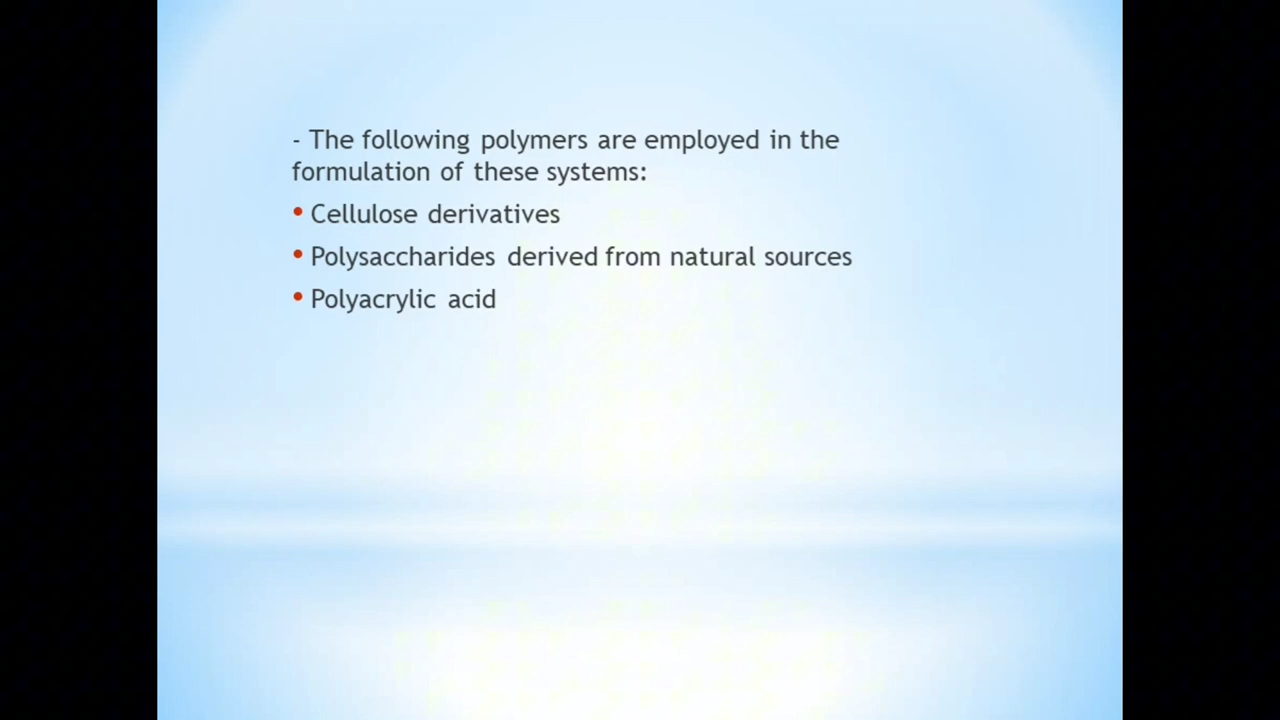 - The following polymers are employed in the
formulation of these systems:
• Cellulose derivatives
• Polysaccharides derived from natural sources
• Polyacrylic acid